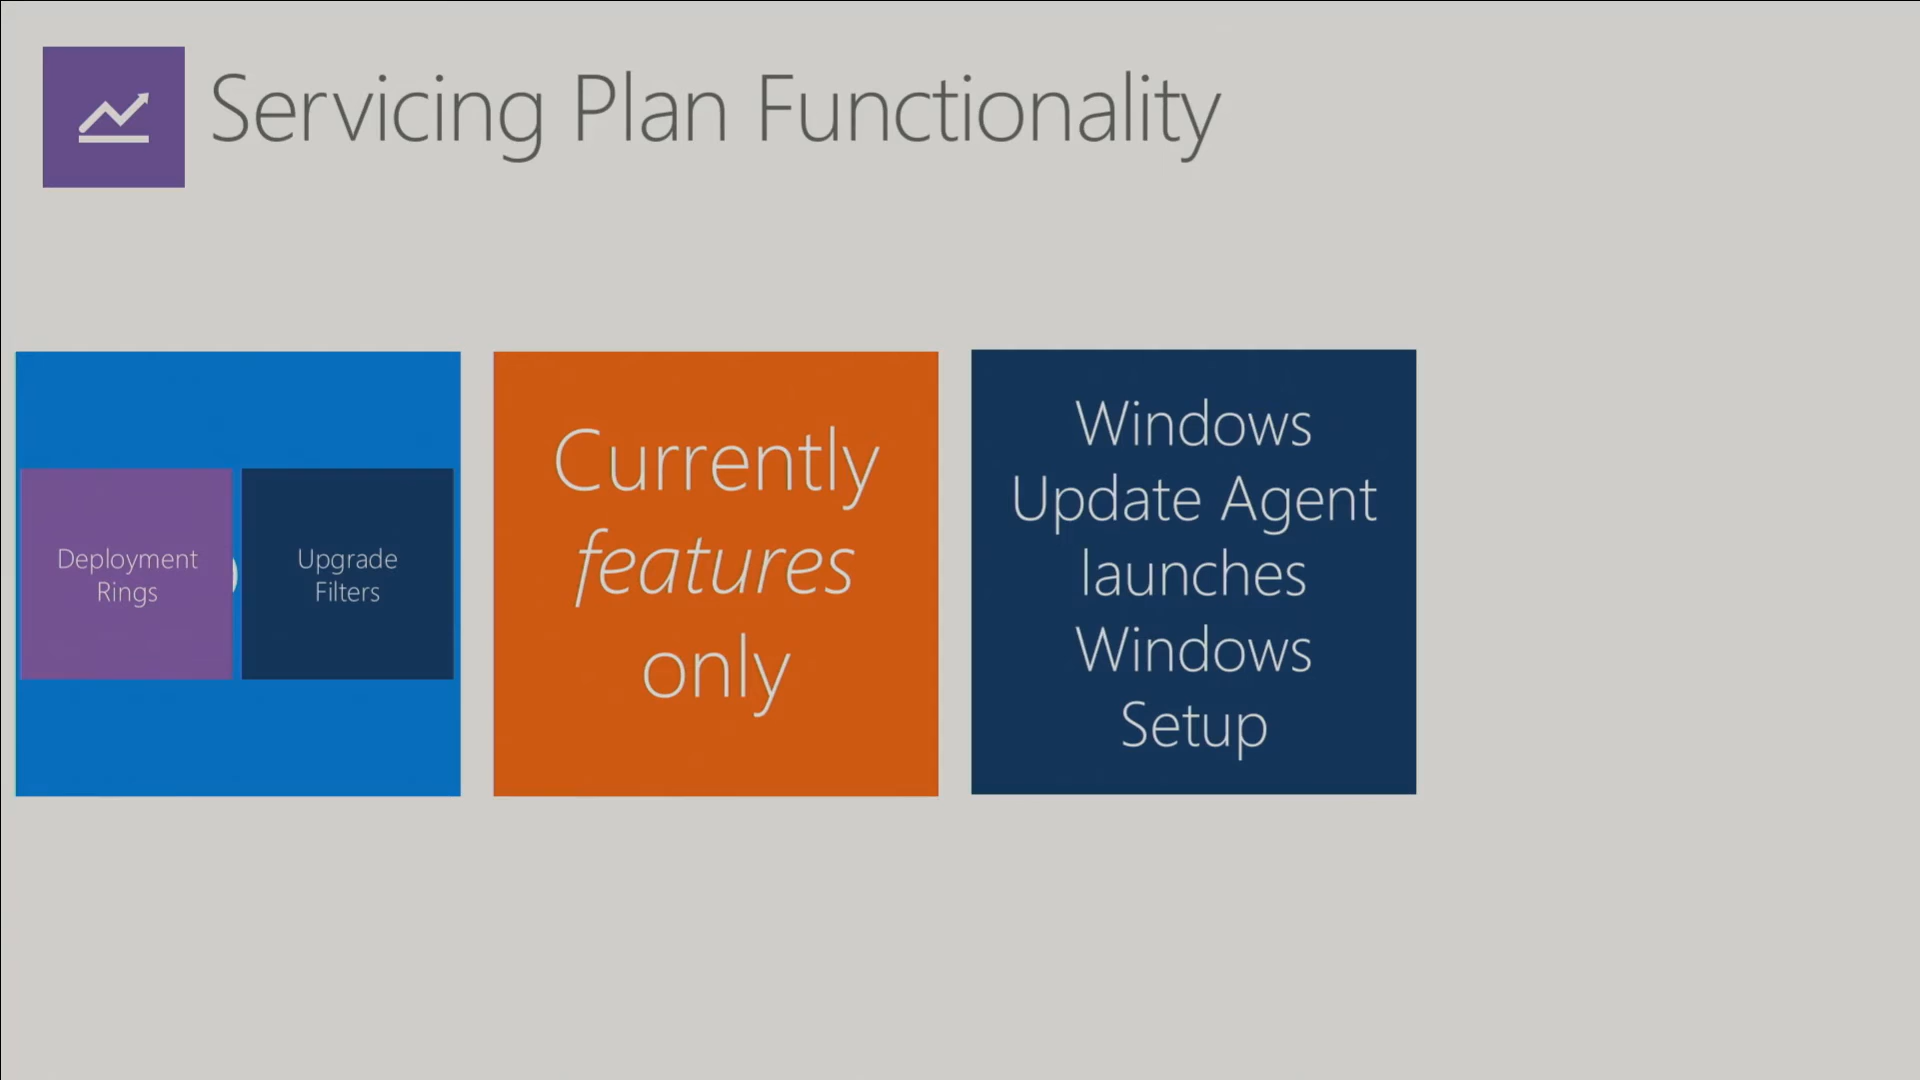 Servicing Plan Functionality
Deployment
Rings
Upgrade
Filters
Currently
features
only
Windows
Update Agent
launches
Windows
Setup